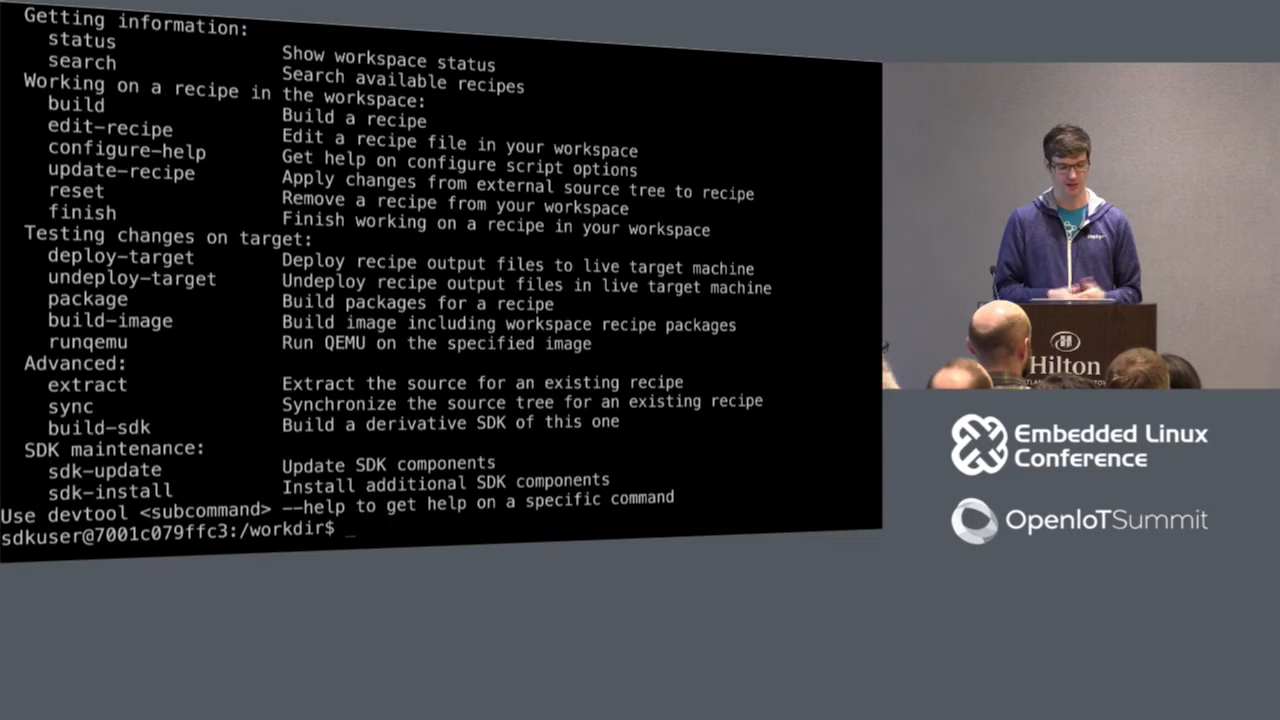 Getting information:
status Show workspace status
search Search available recipes
Working on a recipe in the workspace:
build Build a recipe
edit-recipe Edit a recipe file in your workspace
configure-help Get help on configure script options
update-recipe Apply changes from external source tree to recipe
reset Remove a recipe from your workspace
finish Finish working on a recipe in your workspace
Testing changes on target:
deploy-target Deploy recipe output files to live target machine
undeploy-target Undeploy recipe output files in live target machine
package Build packages for a recipe
build-image Build image including workspace recipe packages
runqemu Run QEMU on the specified image
Advanced:
extract Extract the source for an existing recipe
sync Synchronize the source tree for an existing recipe
build-sdk Build a derivative SDK of this one
SDK maintenance:
sdk-update Update SDK components
sdk-install Install additional SDK components
Use devtool <subcommand> --help to get help on a specific command
sdkuser@7001c079ffc3:/workdir$ _
Hilton
Embedded Linux
Conference
OpenIoTSummit